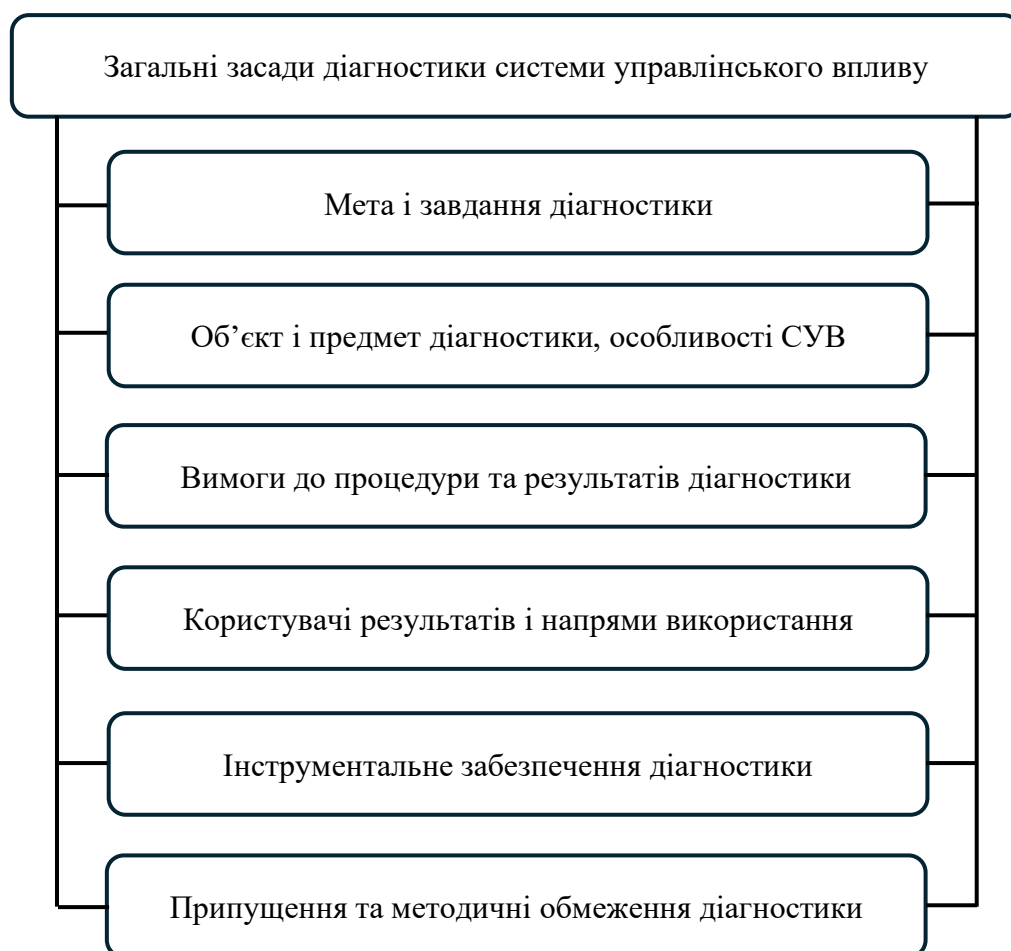 Загальні засади діагностики системи управлінського впливу
Мета і завдання діагностики
Об’єкт і предмет діагностики, особливості СУВ
Вимоги до процедури та результатів діагностики
Користувачі результатів і напрями використання
Інструментальне забезпечення діагностики
Припущення та методичні обмеження діагностики